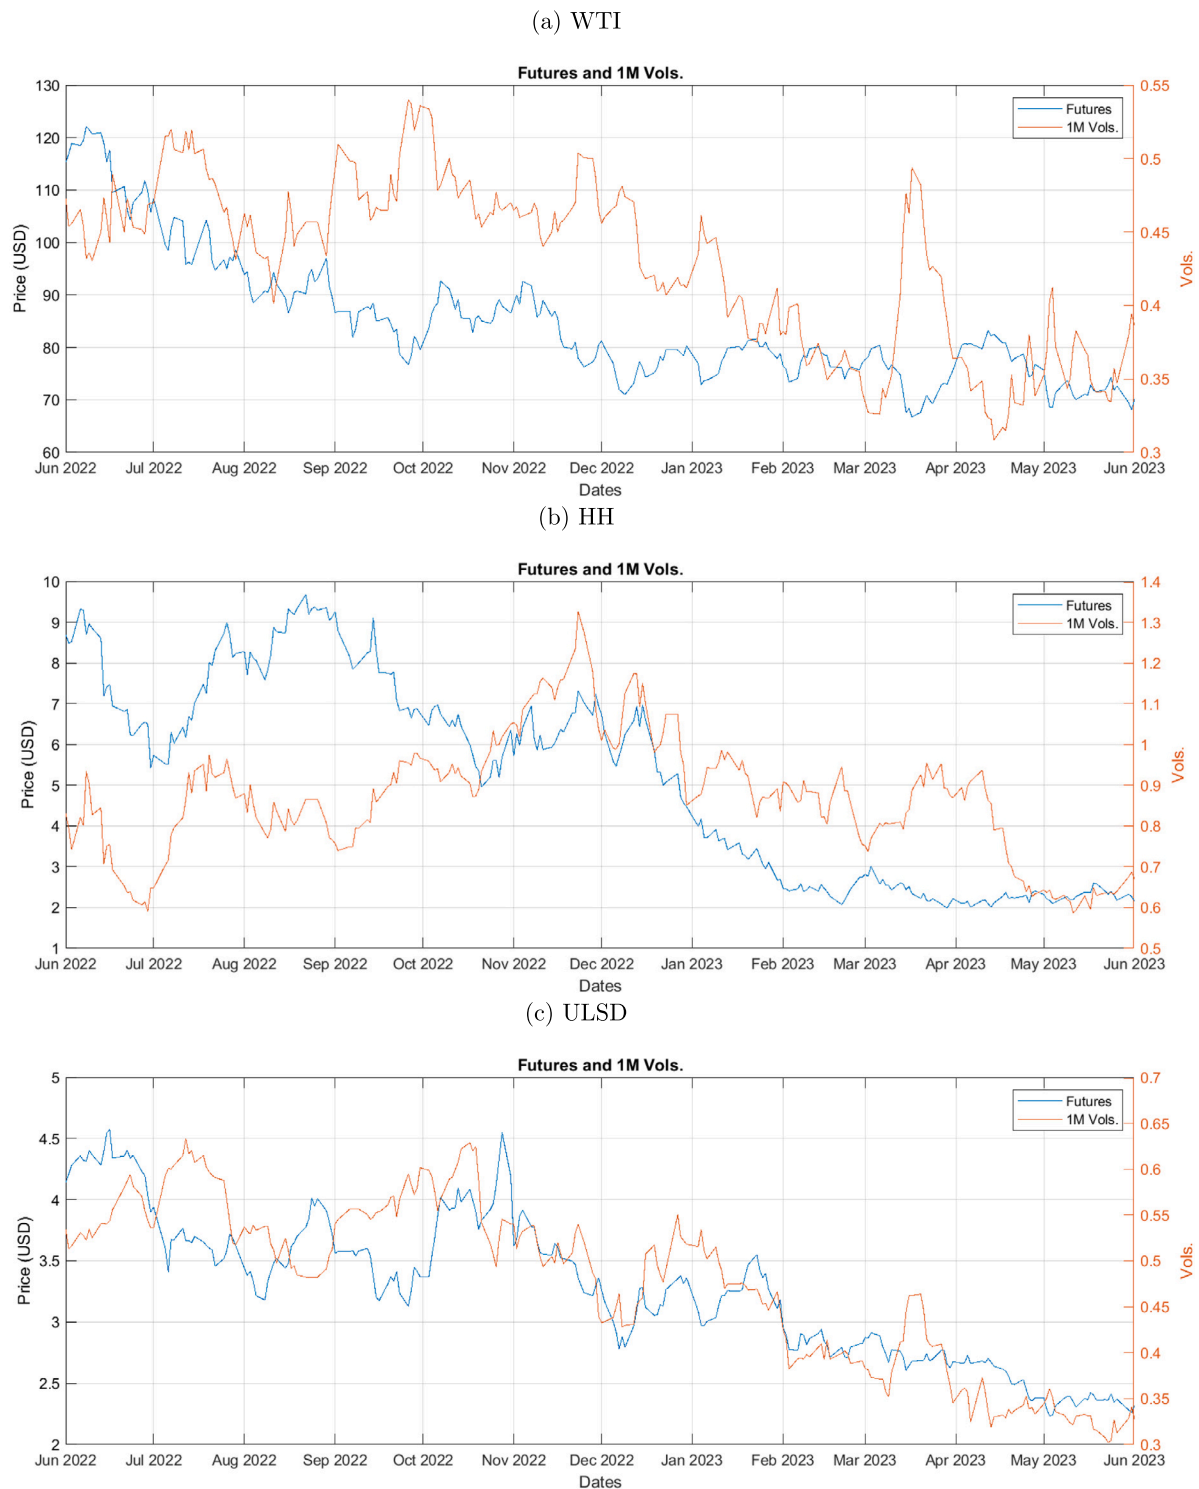 (a) WTI
Futures and 1M Vols.
130
120
110
100
90
80
70
60
Price (USD)
0.55
0.5
0.45
0.4
0.35
0.3
Vols.
Futures
1M Vols.
Jun 2022 Jul 2022 Aug 2022 Sep 2022 Oct 2022 Nov 2022 Dec 2022 Jan 2023 Feb 2023 Mar 2023 Apr 2023 May 2023 Jun 2023
Dates
(b) HH
Futures and 1M Vols.
10
9
8
7
6
5
4
3
2
1
Price (USD)
1.4
1.3
1.2
1.1
1
0.9
0.8
0.7
0.6
0.5
Vols.
Futures
1M Vols.
Jun 2022 Jul 2022 Aug 2022 Sep 2022 Oct 2022 Nov 2022 Dec 2022 Jan 2023 Feb 2023 Mar 2023 Apr 2023 May 2023 Jun 2023
Dates
(c) ULSD
Futures and 1M Vols.
5
4.5
4
3.5
3
2.5
2
Price (USD)
0.7
0.65
0.6
0.55
0.5
0.45
0.4
0.35
0.3
Vols.
Futures
1M Vols.
Jun 2022 Jul 2022 Aug 2022 Sep 2022 Oct 2022 Nov 2022 Dec 2022 Jan 2023 Feb 2023 Mar 2023 Apr 2023 May 2023 Jun 2023
Dates